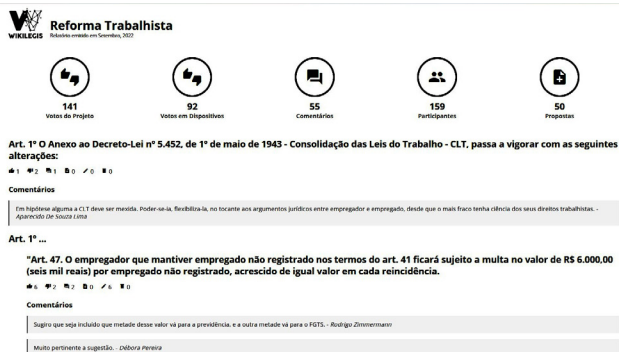 WIKILEGIS
Reforma Trabalhista
Relatório emitido em Setembro, 2022
141
Votos do Projeto
92
Votos em Dispositivos
55
Comentários
159
Participantes
50
Propostas
Art. 1º O Anexo ao Decreto-Lei nº 5.452, de 1º de maio de 1943 - Consolidação das Leis do Trabalho - CLT, passa a vigorar com as seguintes
alterações:
1 2 1 0 0 0
Comentários
Em hipótese alguma a CLT deve ser mexida. Poder-se-ia, flexibiliza-la, no tocante aos argumentos jurídicos entre empregador e empregado, desde que o mais fraco tenha ciência dos seus direitos trabalhistas. -
Aparecido De Souza Lima
Art. 1º ...
"Art. 47. O empregador que mantiver empregado não registrado nos termos do art. 41 ficará sujeito a multa no valor de R$ 6.000,00
(seis mil reais) por empregado não registrado, acrescido de igual valor em cada reincidência.
6 2 2 0 6 0
Comentários
Sugiro que seja incluído que metade desse valor vá para a previdência, e a outra metade vá para o FGTS. - Rodrigo Zimmermann
Muito pertinente a sugestão. - Débora Pereira